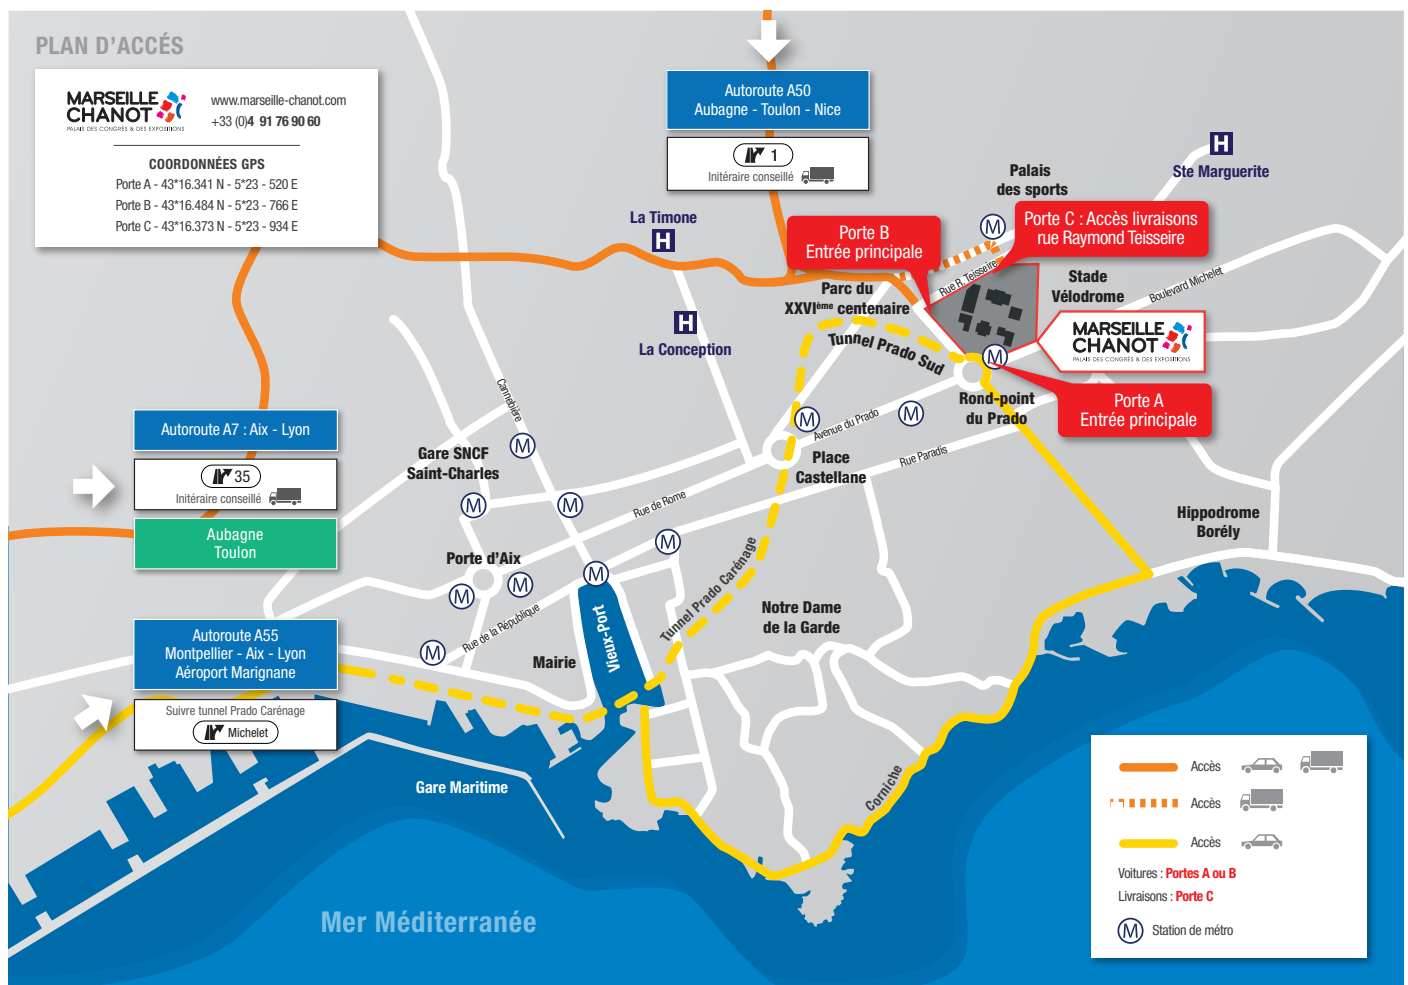 PLAN D'ACCÉS
MARSEILLE
CHANOT
PALAIS DES CONGRÈS & DES EXPOSITIONS
www.marseille-chanot.com
+33 (0)4 91 76 90 60
COORDONNÉES GPS
Porte A - 43*16.341 N - 5*23 - 520 E
Porte B - 43*16.484 N - 5*23 - 766 E
Porte C - 43*16.373 N - 5*23 - 934 E
Autoroute A50
Aubagne - Toulon - Nice
1
Initéraire conseillé
H
Ste Marguerite
Palais
des sports
M
Porte C : Accès livraisons
rue Raymond Teisseire
La Timone
H
Porte B
Entrée principale
Rue R. Teisseire
Stade
Vélodrome
Boulevard Michelet
Parc du
XXVIème centenaire
H
La Conception
Tunnel Prado Sud
MARSEILLE
CHANOT
PALAIS DES CONGRÈS & DES EXPOSITIONS
M
Porte A
Entrée principale
Rond-point
du Prado
Cannebière
M
M
Avenue du Prado
Autoroute A7 : Aix - Lyon
35
Initéraire conseillé
Aubagne
Toulon
Gare SNCF
Saint-Charles
M
M
M
Place
Castellane
Rue Paradis
Rue de Rome
Hippodrome
Borély
M
Porte d'Aix
M
M
M
Rue de la République
M
Tunnel Prado Carénage
Notre Dame
de la Garde
Vieux-Port
Mairie
Autoroute A55
Montpellier - Aix - Lyon
Aéroport Marignane
Suivre tunnel Prado Carénage
Michelet
Gare Maritime
Corniche
Mer Méditerranée
Accès
Accès
Accès
Voitures : Portes A ou B
Livraisons : Porte C
M Station de métro